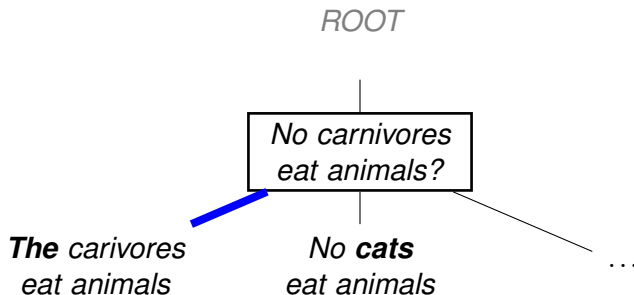 ROOT
No carnivores
eat animals?
The carivores
eat animals
No cats
eat animals
...